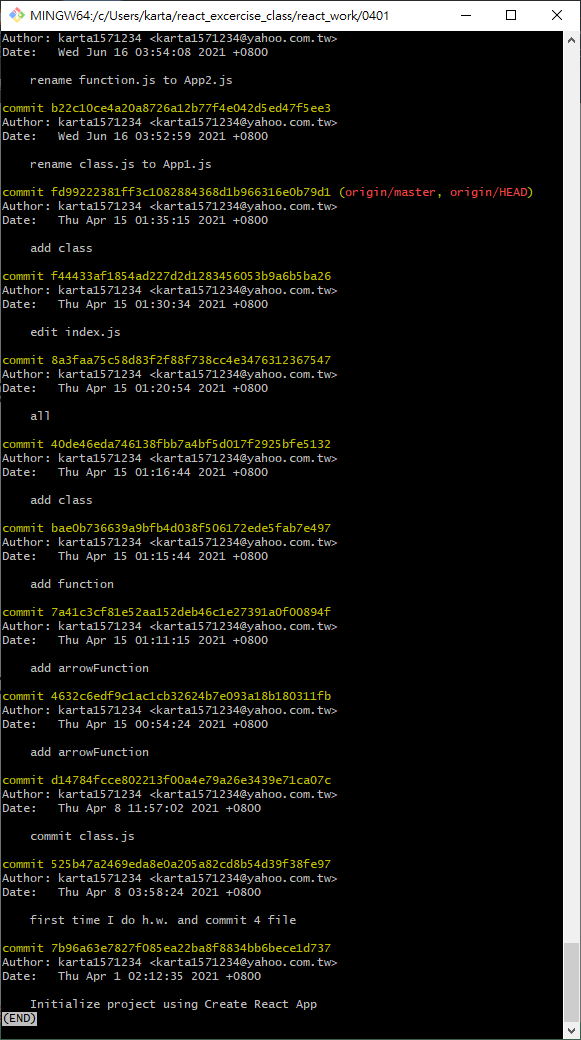 MINGW64:/c/Users/karta/react_excercise_class/react_work/0401
Author: karta1571234 <karta1571234@yahoo.com.tw>
Date:   Wed Jun 16 03:54:08 2021 +0800
rename function.js to App2.js
commit b22c10ce4a20a8726a12b77f4e042d5ed47f5ee3
Author: karta1571234 <karta1571234@yahoo.com.tw>
Date:   Wed Jun 16 03:52:59 2021 +0800
rename class.js to App1.js
commit fd99222381ff3c1082884368d1b966316e0b79d1 (origin/master, origin/HEAD)
Author: karta1571234 <karta1571234@yahoo.com.tw>
Date:   Thu Apr 15 01:35:15 2021 +0800
add class
commit f44433af1854ad227d2d1283456053b9a6b5ba26
Author: karta1571234 <karta1571234@yahoo.com.tw>
Date:   Thu Apr 15 01:30:34 2021 +0800
edit index.js
commit 8a3faa75c58d83f2f88f738cc4e3476312367547
Author: karta1571234 <karta1571234@yahoo.com.tw>
Date:   Thu Apr 15 01:20:54 2021 +0800
all
commit 40de46eda746138fbb7a4bf5d017f2925bfe5132
Author: karta1571234 <karta1571234@yahoo.com.tw>
Date:   Thu Apr 15 01:16:44 2021 +0800
add class
commit bae0b736639a9bfb4d038f506172ede5fab7e497
Author: karta1571234 <karta1571234@yahoo.com.tw>
Date:   Thu Apr 15 01:15:44 2021 +0800
add function
commit 7a41c3cf81e52aa152deb46c1e27391a0f00894f
Author: karta1571234 <karta1571234@yahoo.com.tw>
Date:   Thu Apr 15 01:11:15 2021 +0800
add arrowFunction
commit 4632c6edf9c1ac1cb32624b7e093a18b180311fb
Author: karta1571234 <karta1571234@yahoo.com.tw>
Date:   Thu Apr 15 00:54:24 2021 +0800
add arrowFunction
commit d14784fcce802213f00a4e79a26e3439e71ca07c
Author: karta1571234 <karta1571234@yahoo.com.tw>
Date:   Thu Apr 8 11:57:02 2021 +0800
commit class.js
commit 525b47a2469eda8e0a205a82cd8b54d39f38fe97
Author: karta1571234 <karta1571234@yahoo.com.tw>
Date:   Thu Apr 8 03:58:24 2021 +0800
first time I do h.w. and commit 4 file
commit 7b96a63e7827f085ea22ba8f8834bb6bece1d737
Author: karta1571234 <karta1571234@yahoo.com.tw>
Date:   Thu Apr 1 02:12:35 2021 +0800
Initialize project using Create React App
(END)